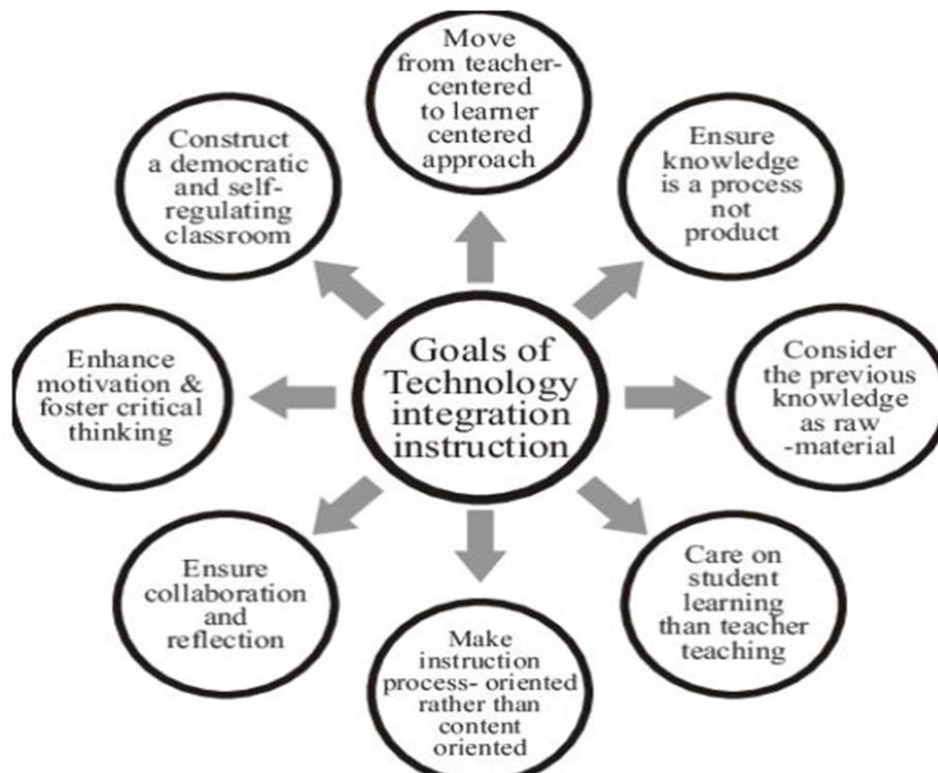 Move
from teacher-
centered
to learner
centered
approach
Ensure
knowledge
is a process
not
product
Consider
the previous
knowledge
as raw
-material
Care on
student
learning
than teacher
teaching
Make
instruction
process- oriented
rather than
content
oriented
Ensure
collaboration
and
reflection
Enhance
motivation &
foster critical
thinking
Construct
a democratic
and self-
regulating
classroom
Goals of
Technology
integration
instruction